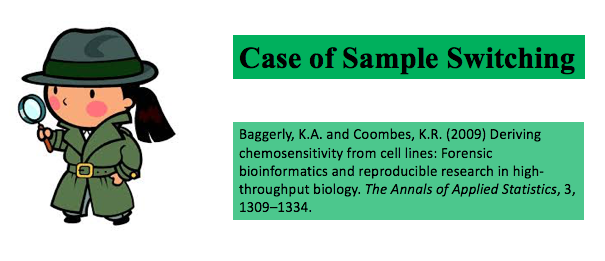 Case of Sample Switching
Baggerly, K.A. and Coombes, K.R. (2009) Deriving
chemosensitivity from cell lines: Forensic
bioinformatics and reproducible research in high-
throughput biology. The Annals of Applied Statistics, 3,
1309–1334.